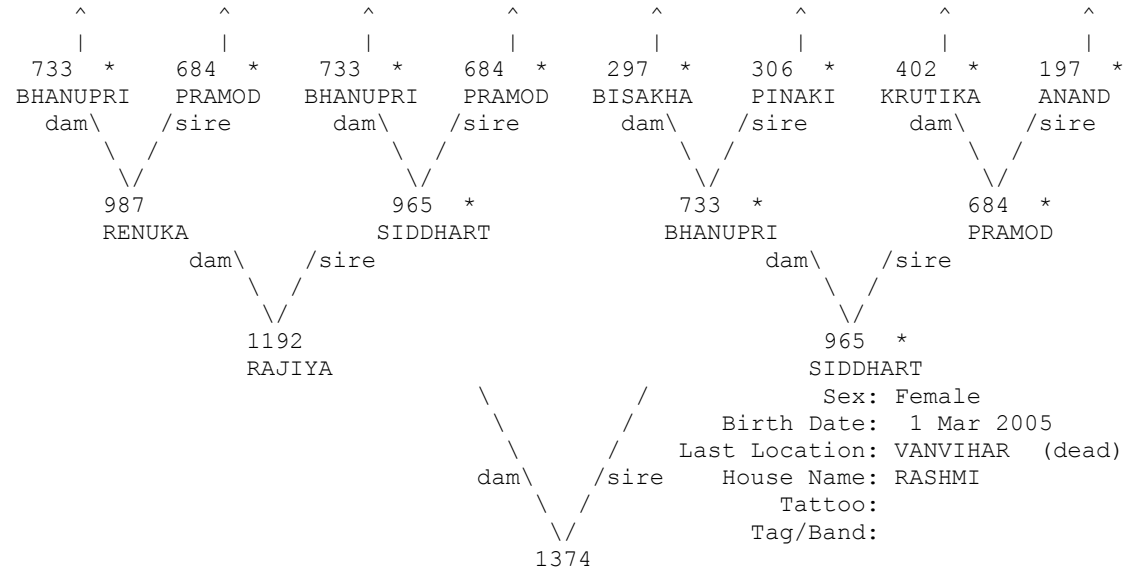 ^ ^ ^ ^ ^ ^ ^ ^
| | | | | | | |
733 * 684 * 733 * 684 * 297 * 306 * 402 * 197 *
BHANUPRI PRAMOD BHANUPRI PRAMOD BISAKHA PINAKI KRUTIKA ANAND
dam\ /sire dam\ /sire dam\ /sire dam\ /sire
\ / \ / \ / \ /
\/ \/ \/ \/
987 965 * 733 * 684 *
RENUKA SIDDHART BHANUPRI PRAMOD
dam\ /sire dam\ /sire
\ / \ /
\/ \/
1192 965 *
RAJIYA SIDDHART
\ / Sex: Female
\ / Birth Date: 1 Mar 2005
\ / Last Location: VANVIHAR (dead)
dam\ /sire House Name: RASHMI
\ / Tattoo:
\/ Tag/Band:
1374